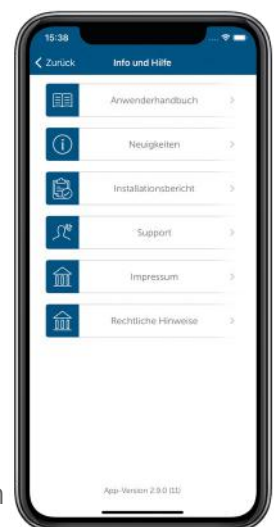 15:38
Zurück
Info und Hilfe
Anwenderhandbuch
Neuigkeiten
Installationsbericht
Support
Impressum
Rechtliche Hinweise
App-Version 2.9.0 (11)